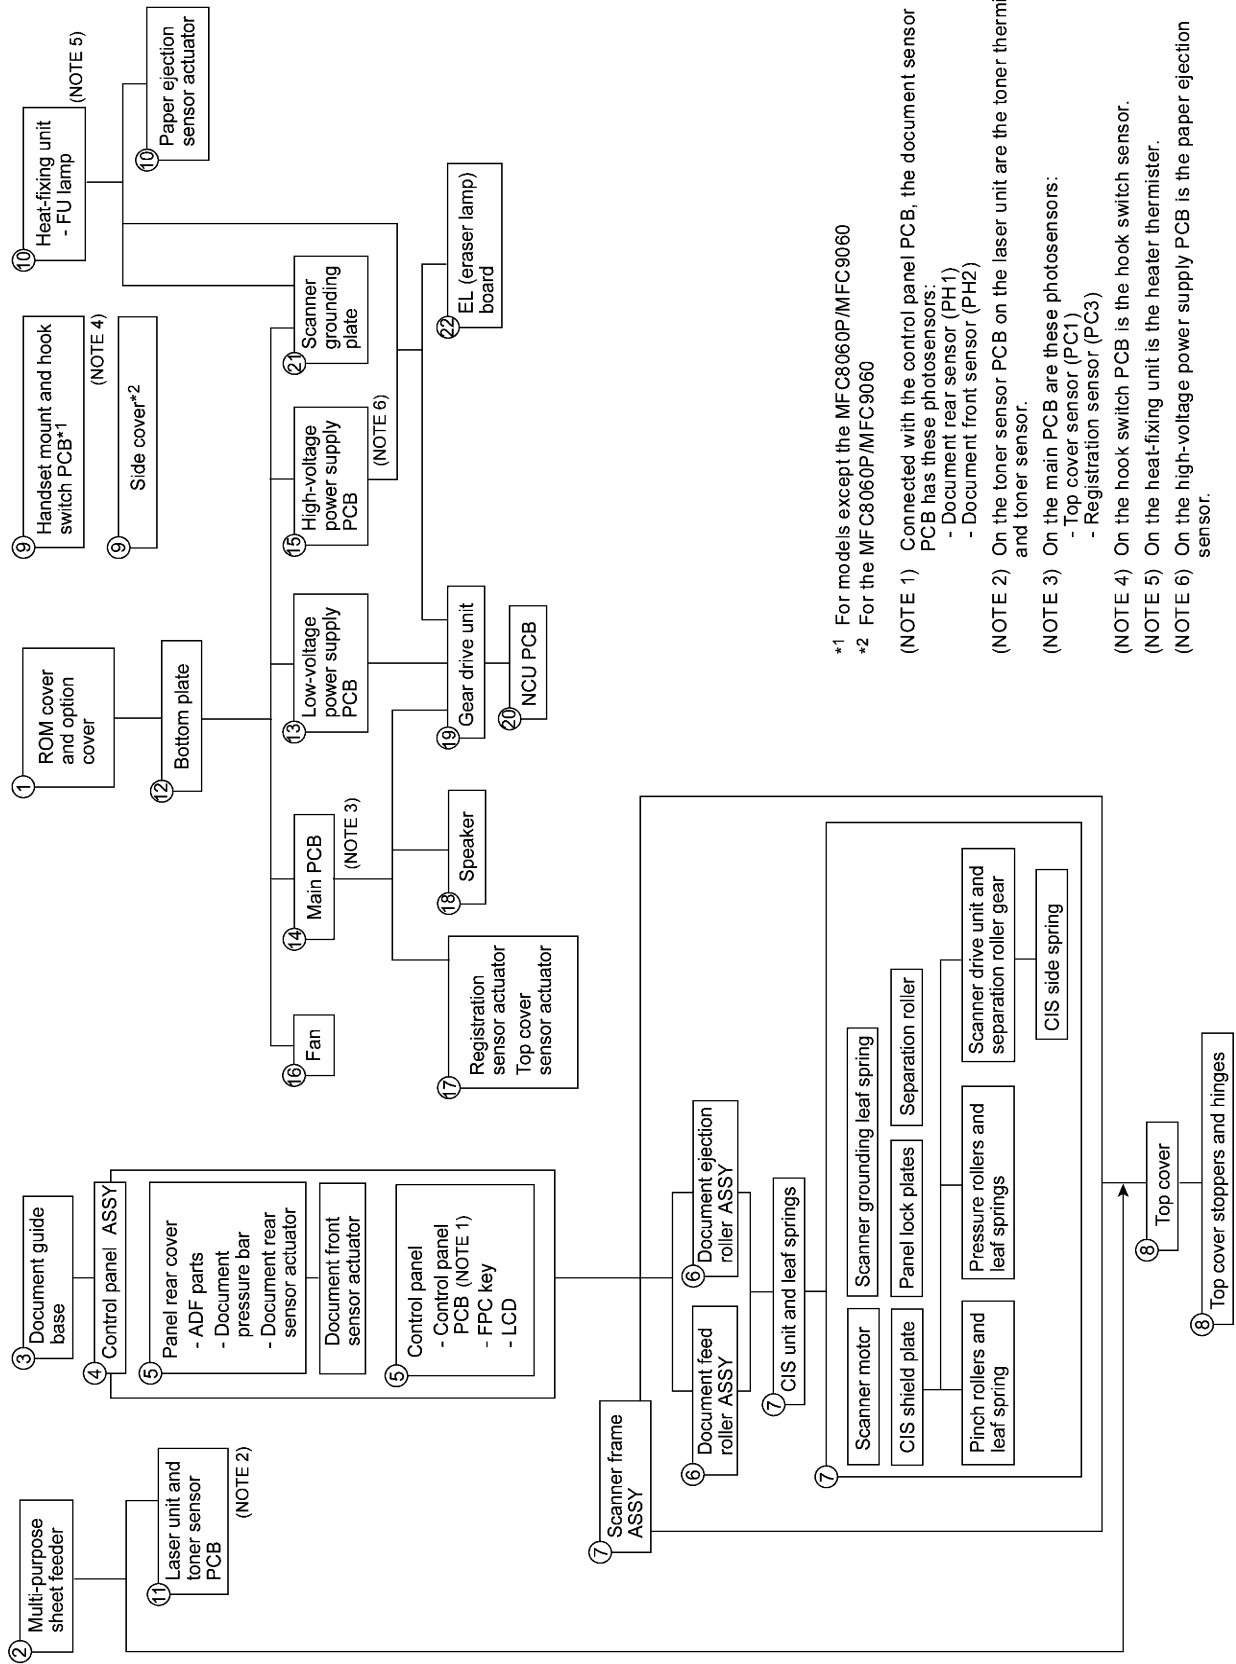 2
Multi-purpose
sheet feeder
11
Laser unit and
toner sensor
PCB
(NOTE 2)
3
Document guide
base
4
Control panel ASSY
5
Panel rear cover
- ADF parts
- Document
pressure bar
- Document rear
sensor actuator
Document front
sensor actuator
5
Control panel
- Control panel
PCB (NOTE 1)
- FPC key
- LCD
7
Scanner frame
ASSY
6
Document feed
roller ASSY
6
Document ejection
roller ASSY
7
CIS unit and leaf springs
7
Scanner motor
Scanner grounding leaf spring
CIS shield plate
Panel lock plates
Separation roller
Pinch rollers and
leaf spring
Pressure rollers and
leaf springs
Scanner drive unit and
separation roller gear
CIS side spring
8
Top cover
8
Top cover stoppers and hinges
1
ROM cover
and option
cover
12
Bottom plate
16
Fan
14
Main PCB
(NOTE 3)
13
Low-voltage
power supply
PCB
15
High-voltage
power supply
PCB
(NOTE 6)
21
Scanner
grounding
plate
17
Registration
sensor actuator
Top cover
sensor actuator
18
Speaker
19
Gear drive unit
20
NCU PCB
22
EL (eraser lamp)
board
9
Handset mount and hook
switch PCB*1
(NOTE 4)
9
Side cover*2
10
Heat-fixing unit
- FU lamp
(NOTE 5)
10
Paper ejection
sensor actuator
*1 For models except the MFC8060P/MFC9060
*2 For the MFC8060P/MFC9060
(NOTE 1) Connected with the control panel PCB, the document sensor
PCB has these photosensors:
- Document rear sensor (PH1)
- Document front sensor (PH2)
(NOTE 2) On the toner sensor PCB on the laser unit are the toner
and toner sensor.
(NOTE 3) On the main PCB are these photosensors:
- Top cover sensor (PC1)
- Registration sensor (PC3)
(NOTE 4) On the hook switch PCB is the hook switch sensor.
(NOTE 5) On the heat-fixing unit is the heater thermister.
(NOTE 6) On the high-voltage power supply PCB is the paper ejection
sensor.